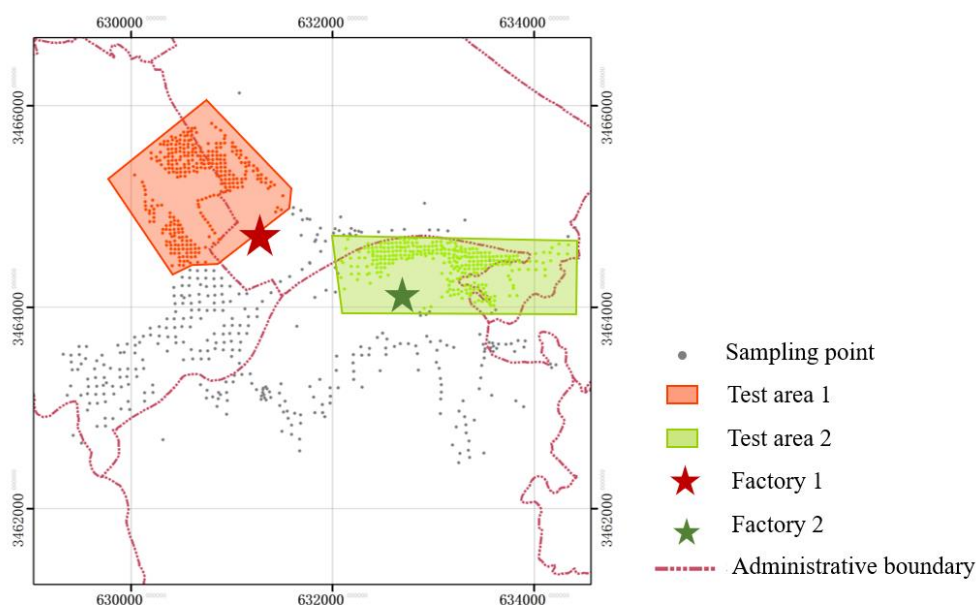 630000 632000 634000
3466000 3466000
3464000 3464000
3462000 3462000
630000 632000 634000
Sampling point
Test area 1
Test area 2
Factory 1
Factory 2
Administrative boundary